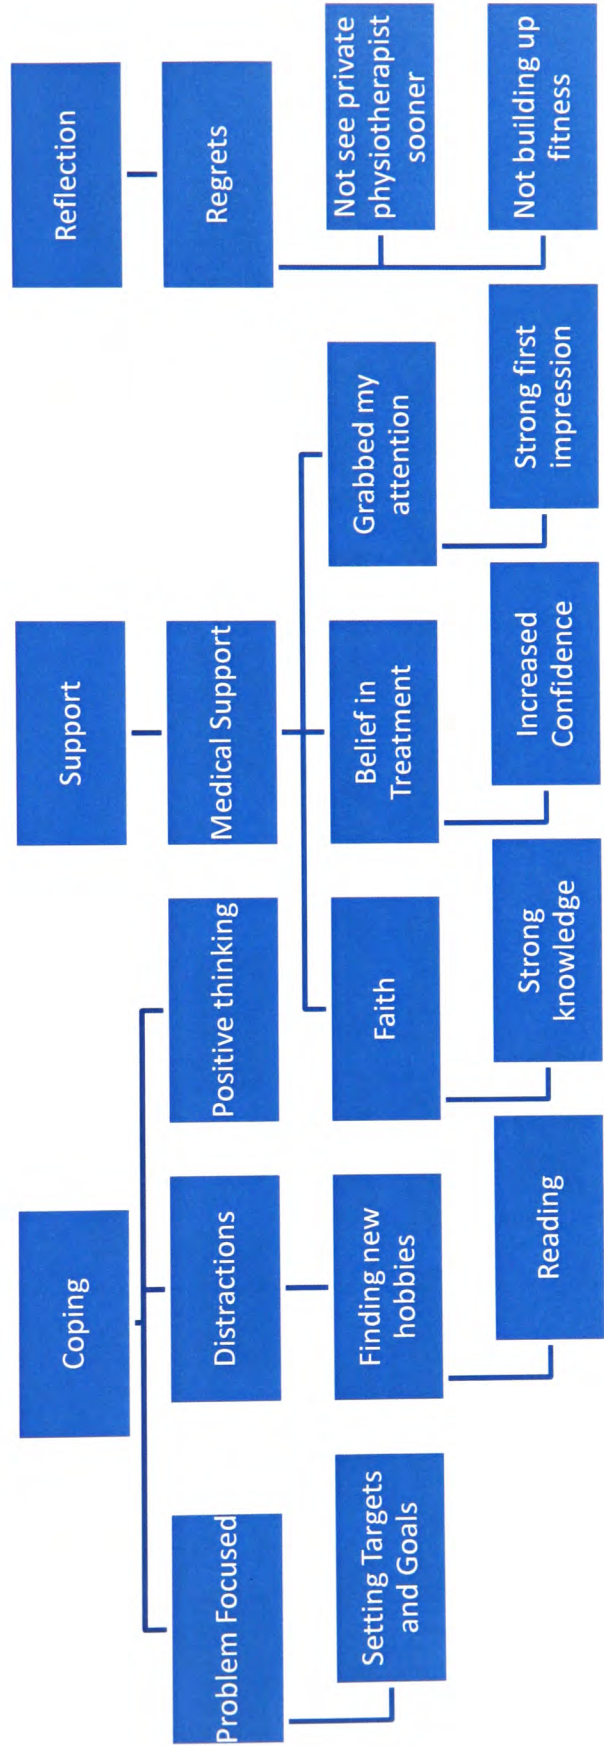 Coping
Problem Focused
Setting Targets
and Goals
Distractions
Finding new
hobbies
Reading
Positive thinking
Support
Medical Support
Faith
Strong
knowledge
Belief in
Treatment
Increased
Confidence
Grabbed my
attention
Strong first
impression
Reflection
Regrets
Not see private
physiotherapist
sooner
Not building up
fitness